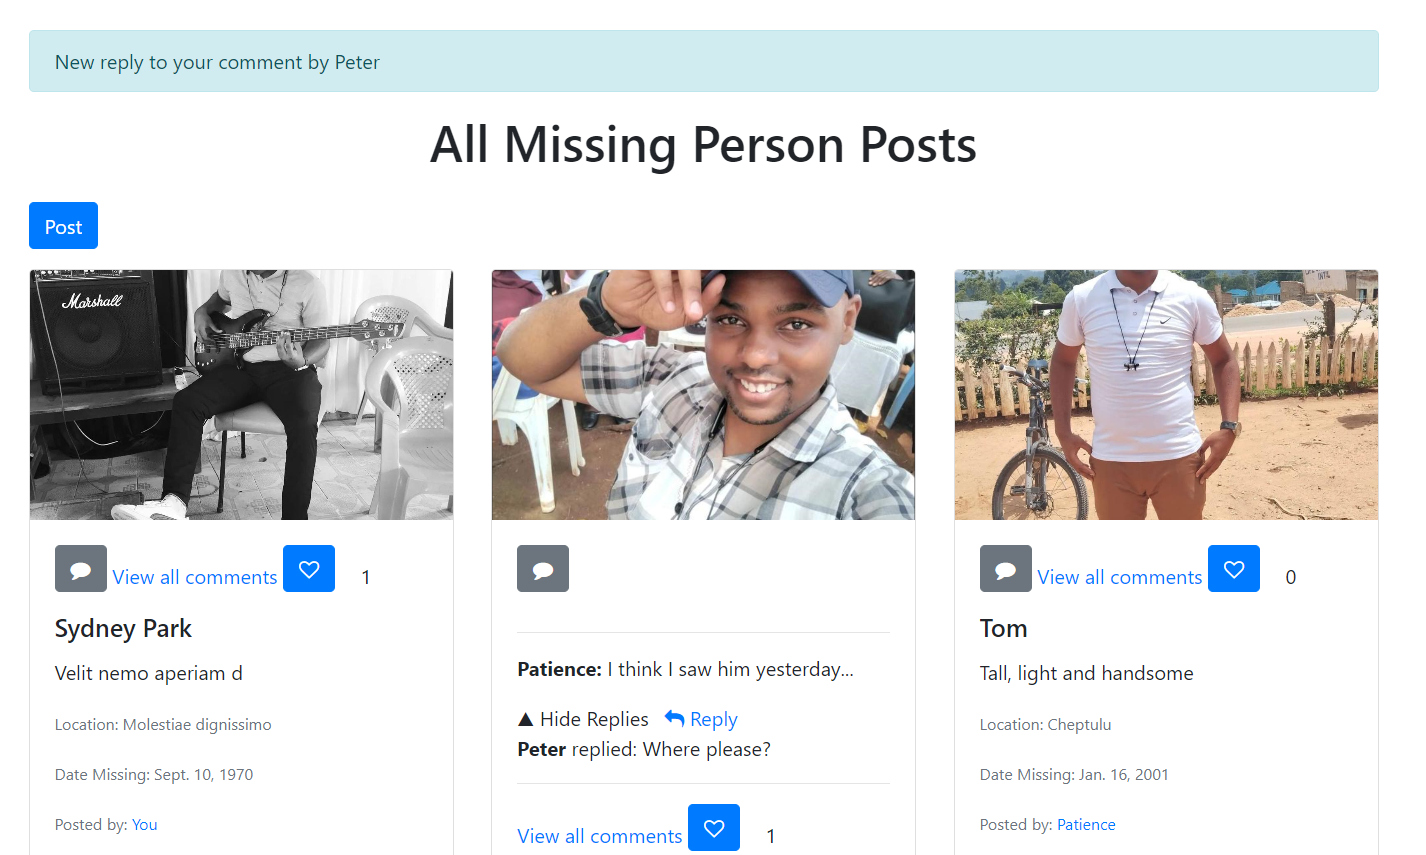 New reply to your comment by Peter
All Missing Person Posts
Post
Marshall
View all comments 1
Sydney Park
Velit nemo aperiam d
Location: Molestiae dignissimo
Date Missing: Sept. 10, 1970
Posted by: You
Patience: I think I saw him yesterday...
▲ Hide Replies Reply
Peter replied: Where please?
View all comments 1
View all comments 0
Tom
Tall, light and handsome
Location: Cheptulu
Date Missing: Jan. 16, 2001
Posted by: Patience